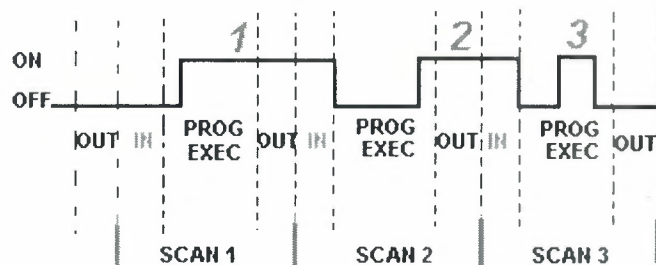 1 2 3
ON
OFF
OUT IN PROG EXEC OUT IN PROG EXEC OUT IN PROG EXEC OUT
SCAN 1 SCAN 2 SCAN 3